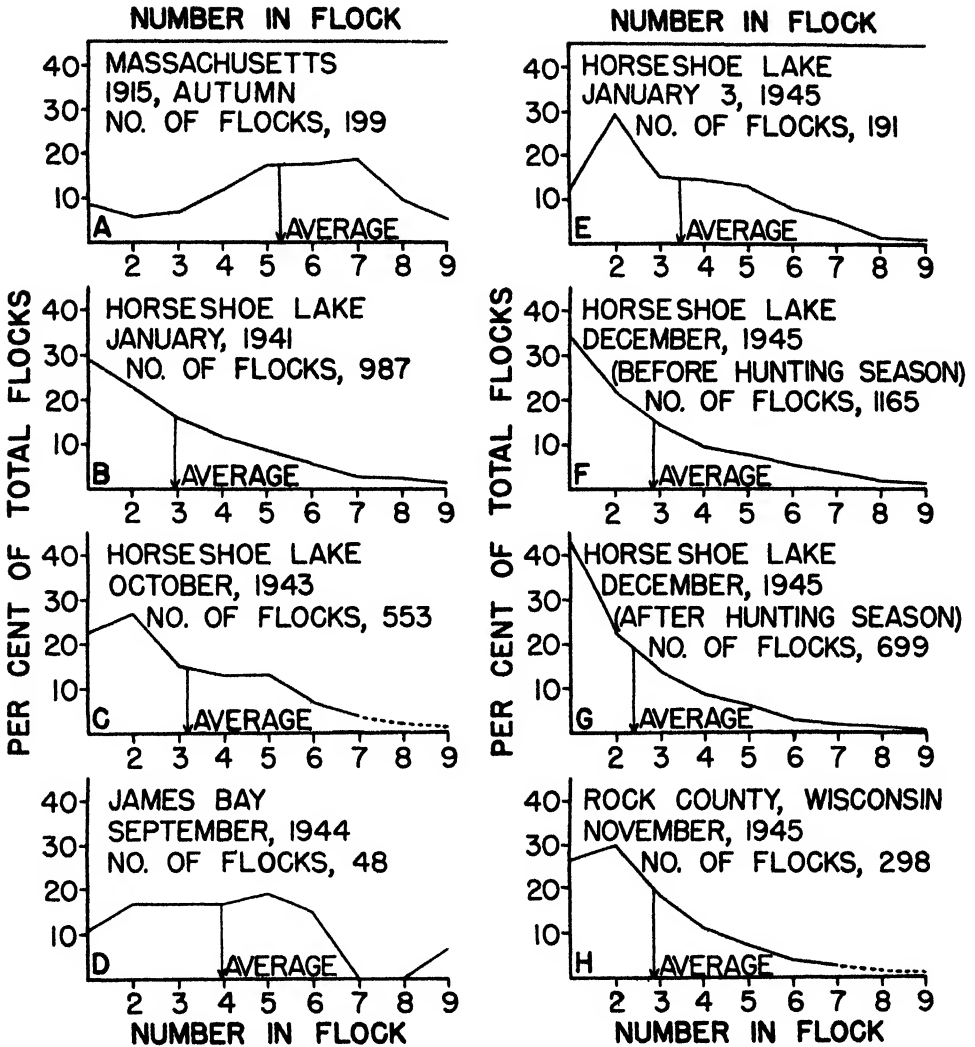 NUMBER IN FLOCK
40
30
20
10
MASSACHUSETTS
1915, AUTUMN
NO. OF FLOCKS, 199
A
AVERAGE
2 3 4 5 6 7 8 9
40
30
20
10
HORSESHOE LAKE
JANUARY, 1941
NO. OF FLOCKS, 987
B
AVERAGE
2 3 4 5 6 7 8 9
40
30
20
10
HORSESHOE LAKE
OCTOBER, 1943
NO. OF FLOCKS, 553
C
AVERAGE
2 3 4 5 6 7 8 9
40
30
20
10
JAMES BAY
SEPTEMBER, 1944
NO. OF FLOCKS, 48
D
AVERAGE
2 3 4 5 6 7 8 9
NUMBER IN FLOCK
PER CENT OF TOTAL FLOCKS
NUMBER IN FLOCK
40
30
20
10
HORSESHOE LAKE
JANUARY 3, 1945
NO. OF FLOCKS, 191
E
AVERAGE
2 3 4 5 6 7 8 9
40
30
20
10
HORSESHOE LAKE
DECEMBER, 1945
(BEFORE HUNTING SEASON)
NO. OF FLOCKS, 1165
F
AVERAGE
2 3 4 5 6 7 8 9
40
30
20
10
HORSESHOE LAKE
DECEMBER, 1945
(AFTER HUNTING SEASON)
NO. OF FLOCKS, 699
G
AVERAGE
2 3 4 5 6 7 8 9
40
30
20
10
ROCK COUNTY, WISCONSIN
NOVEMBER, 1945
NO. OF FLOCKS, 298
H
AVERAGE
2 3 4 5 6 7 8 9
NUMBER IN FLOCK
PER CENT OF TOTAL FLOCKS